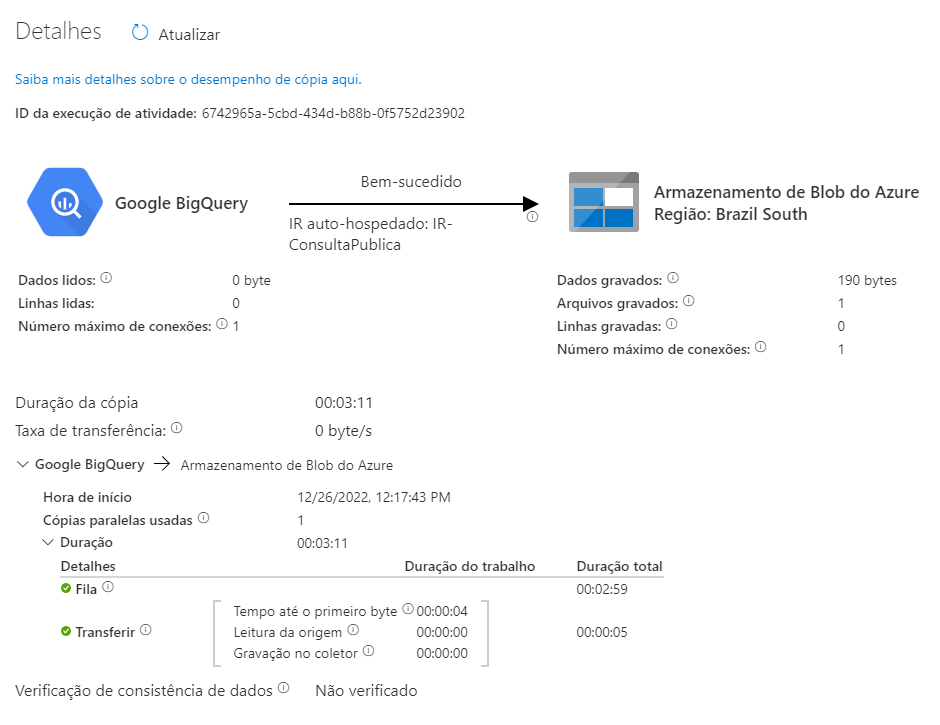 Detalhes Atualizar
Saiba mais detalhes sobre o desempenho de cópia aqui.
ID da execução de atividade: 6742965a-5cbd-434d-b88b-0f5752d23902
Google BigQuery
Bem-sucedido
IR auto-hospedado: IR-
ConsultaPublica
Armazenamento de Blob do Azure
Região: Brazil South
Dados lidos: 0 byte
Linhas lidas: 0
Número máximo de conexões: 1
Dados gravados: 190 bytes
Arquivos gravados: 1
Linhas gravadas: 0
Número máximo de conexões: 1
Duração da cópia 00:03:11
Taxa de transferência: 0 byte/s
Google BigQuery → Armazenamento de Blob do Azure
Hora de início 12/26/2022, 12:17:43 PM
Cópias paralelas usadas 1
Duração 00:03:11
Detalhes Duração do trabalho Duração total
Fila 00:02:59
Tempo até o primeiro byte 00:00:04
Transferir Leitura da origem 00:00:00 00:00:05
Gravação no coletor 00:00:00
Verificação de consistência de dados Não verificado